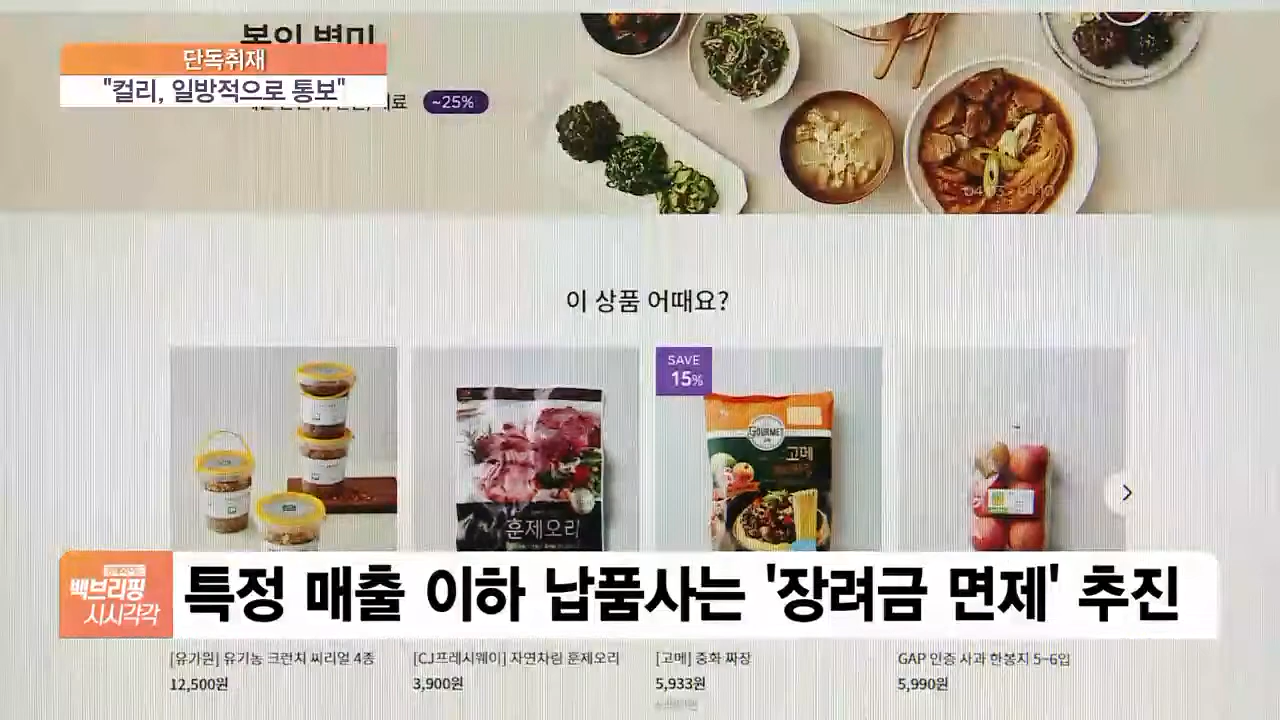 봄의 별미
단독취재
"컬리, 일방적으로 통보"
~25%
이 상품 어때요?
SAVE
15%
GOURMET
고메
훈제오리
백브리핑
시시각각
특정 매출 이하 납품사는 '장려금 면제' 추진
[유가원] 유기농 크런치 씨리얼 4종
12,500원
[CJ프레시웨이] 자연차림 훈제오리
3,900원
[고메] 중화 짜장
5,933원
GAP 인증 사과 한봉지 5~6입
5,990원